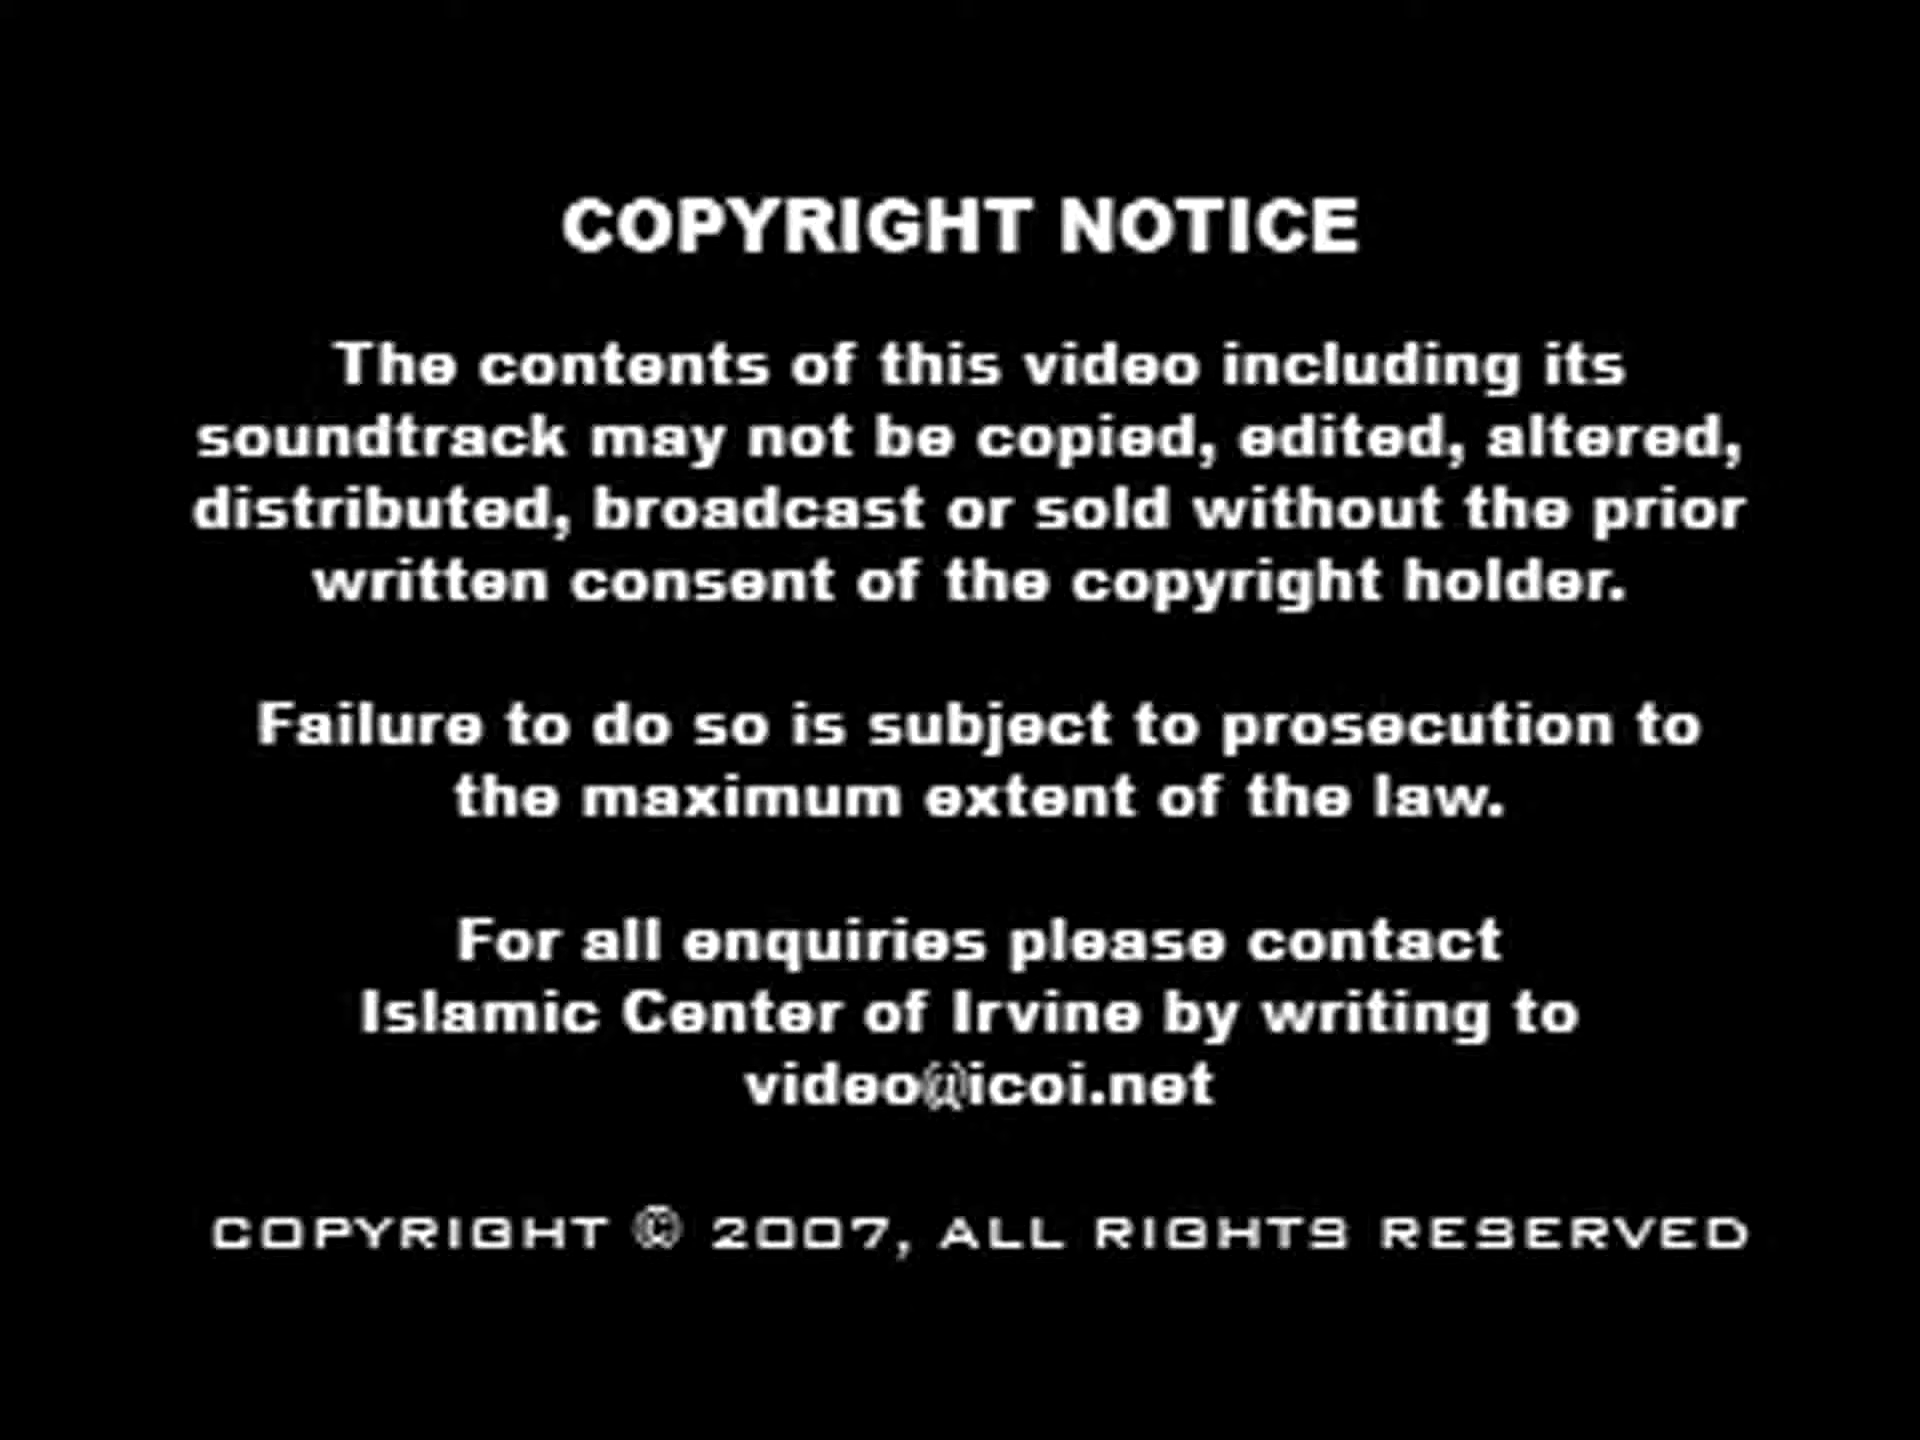 COPYRIGHT NOTICE
The contents of this video including its
soundtrack may not be copied, edited, altered,
distributed, broadcast or sold without the prior
written consent of the copyright holder.
Failure to do so is subject to prosecution to
the maximum extent of the law.
For all enquiries please contact
Islamic Center of Irvine by writing to
video@icoi.net
COPYRIGHT © 2007, ALL RIGHTS RESERVED